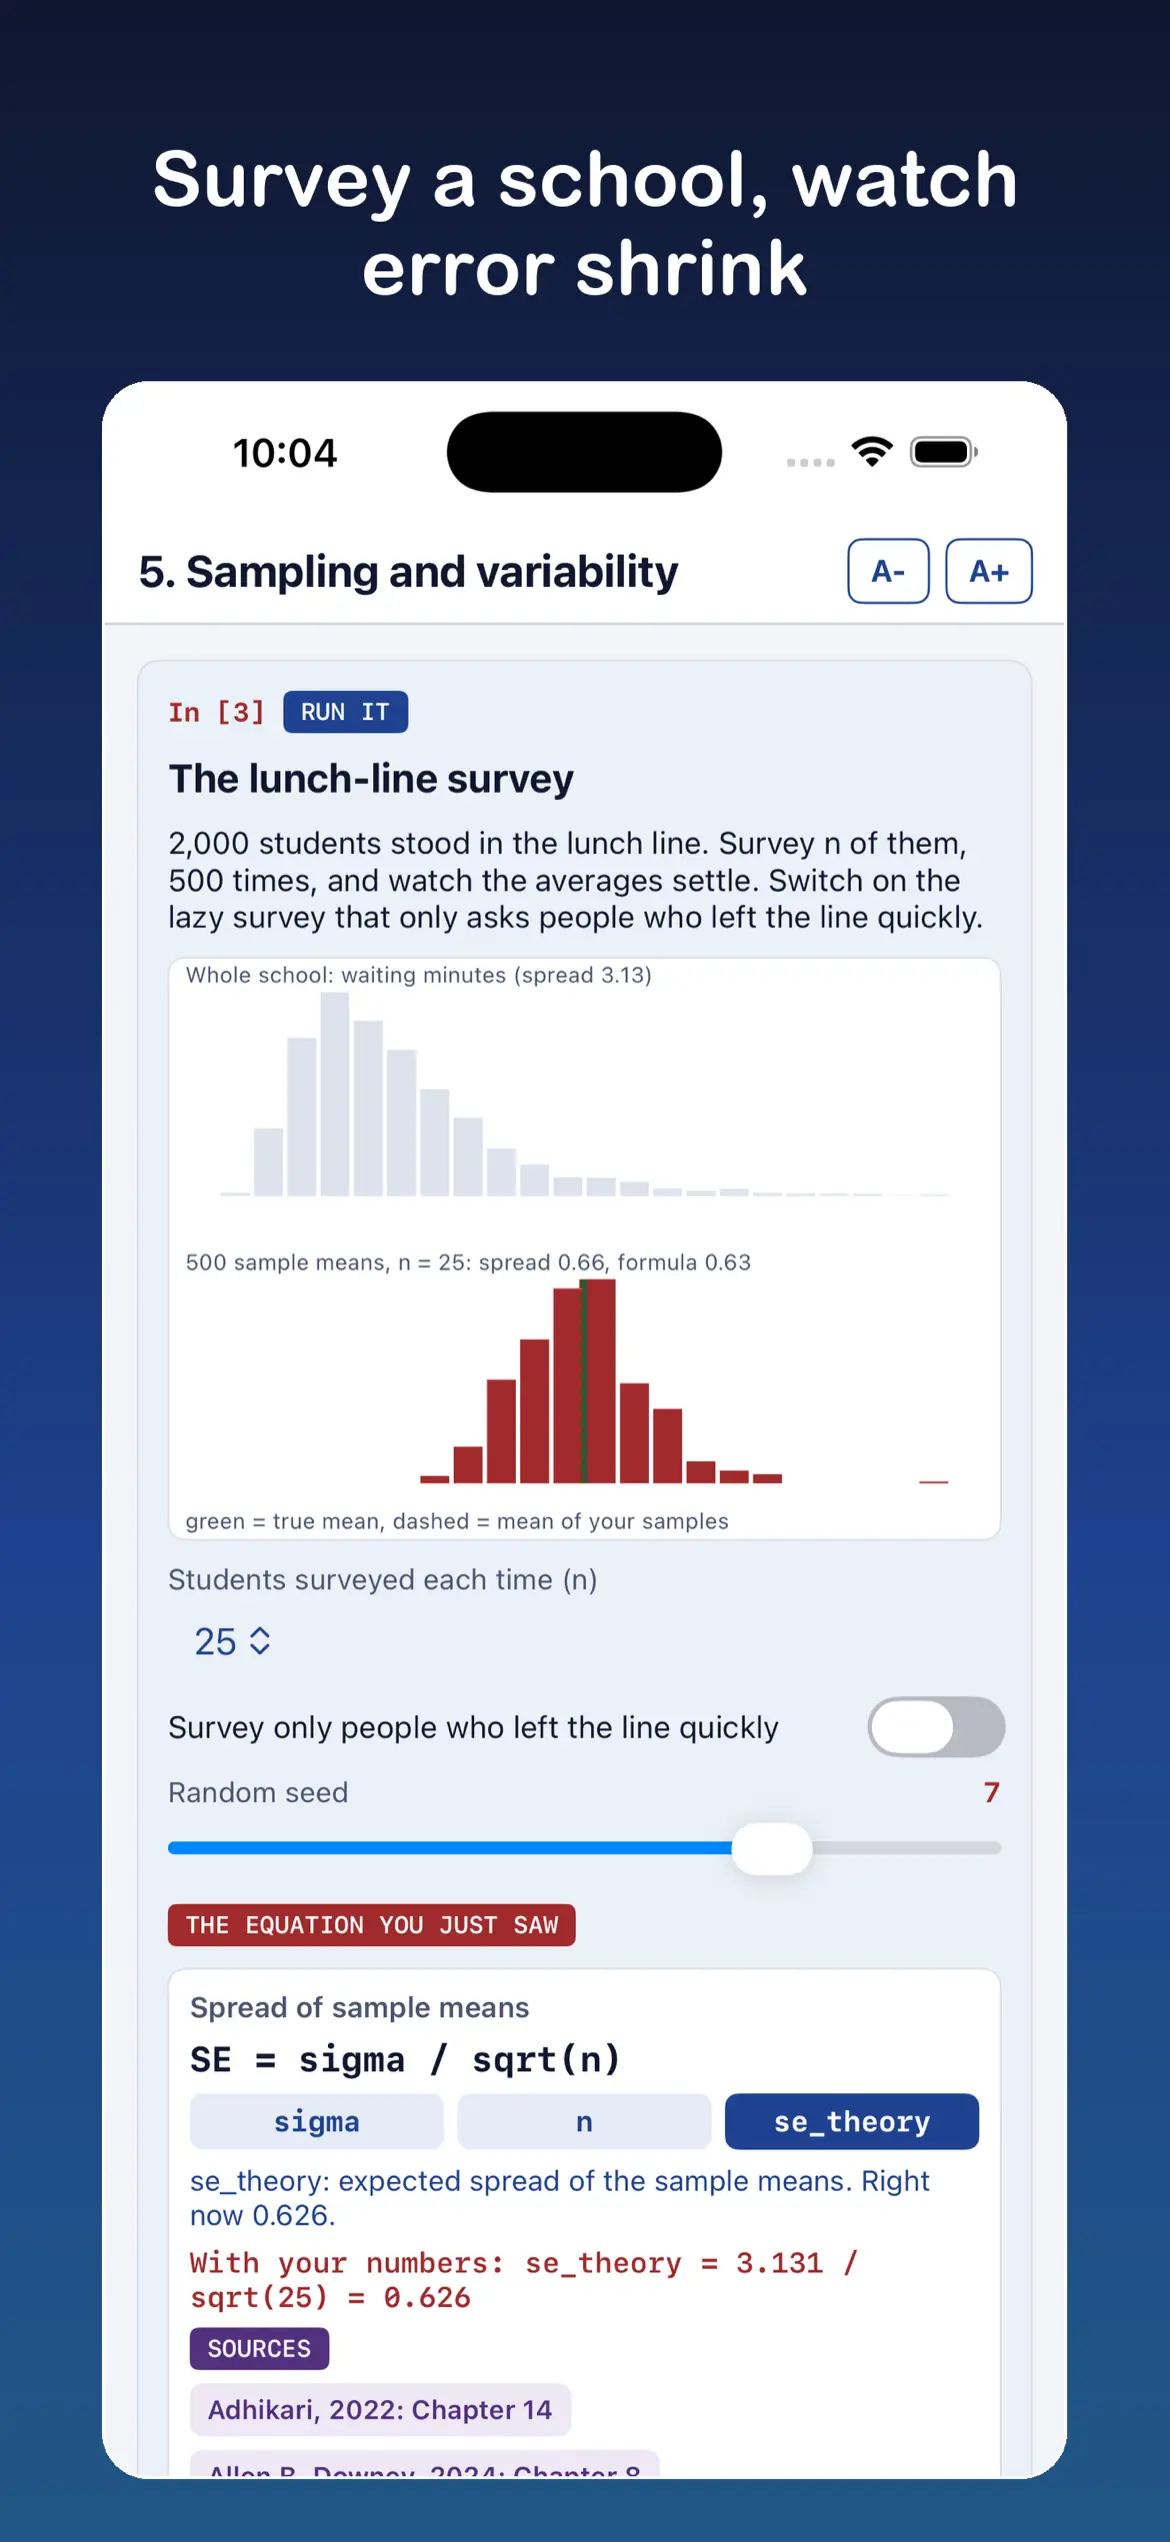 Survey a school, watch
error shrink
10:04
5. Sampling and variability
A-
A+
In [3]
RUN IT
The lunch-line survey
2,000 students stood in the lunch line. Survey n of them,
500 times, and watch the averages settle. Switch on the
lazy survey that only asks people who left the line quickly.
Whole school: waiting minutes (spread 3.13)
500 sample means, n = 25: spread 0.66, formula 0.63
green = true mean, dashed = mean of your samples
Students surveyed each time (n)
25
Survey only people who left the line quickly
Random seed
7
THE EQUATION YOU JUST SAW
Spread of sample means
SE = sigma / sqrt(n)
sigma
n
se_theory
se_theory: expected spread of the sample means. Right
now 0.626.
With your numbers: se_theory = 3.131 /
sqrt(25) = 0.626
SOURCES
Adhikari, 2022: Chapter 14
Allen B. Downey, 2024: Chapter 8